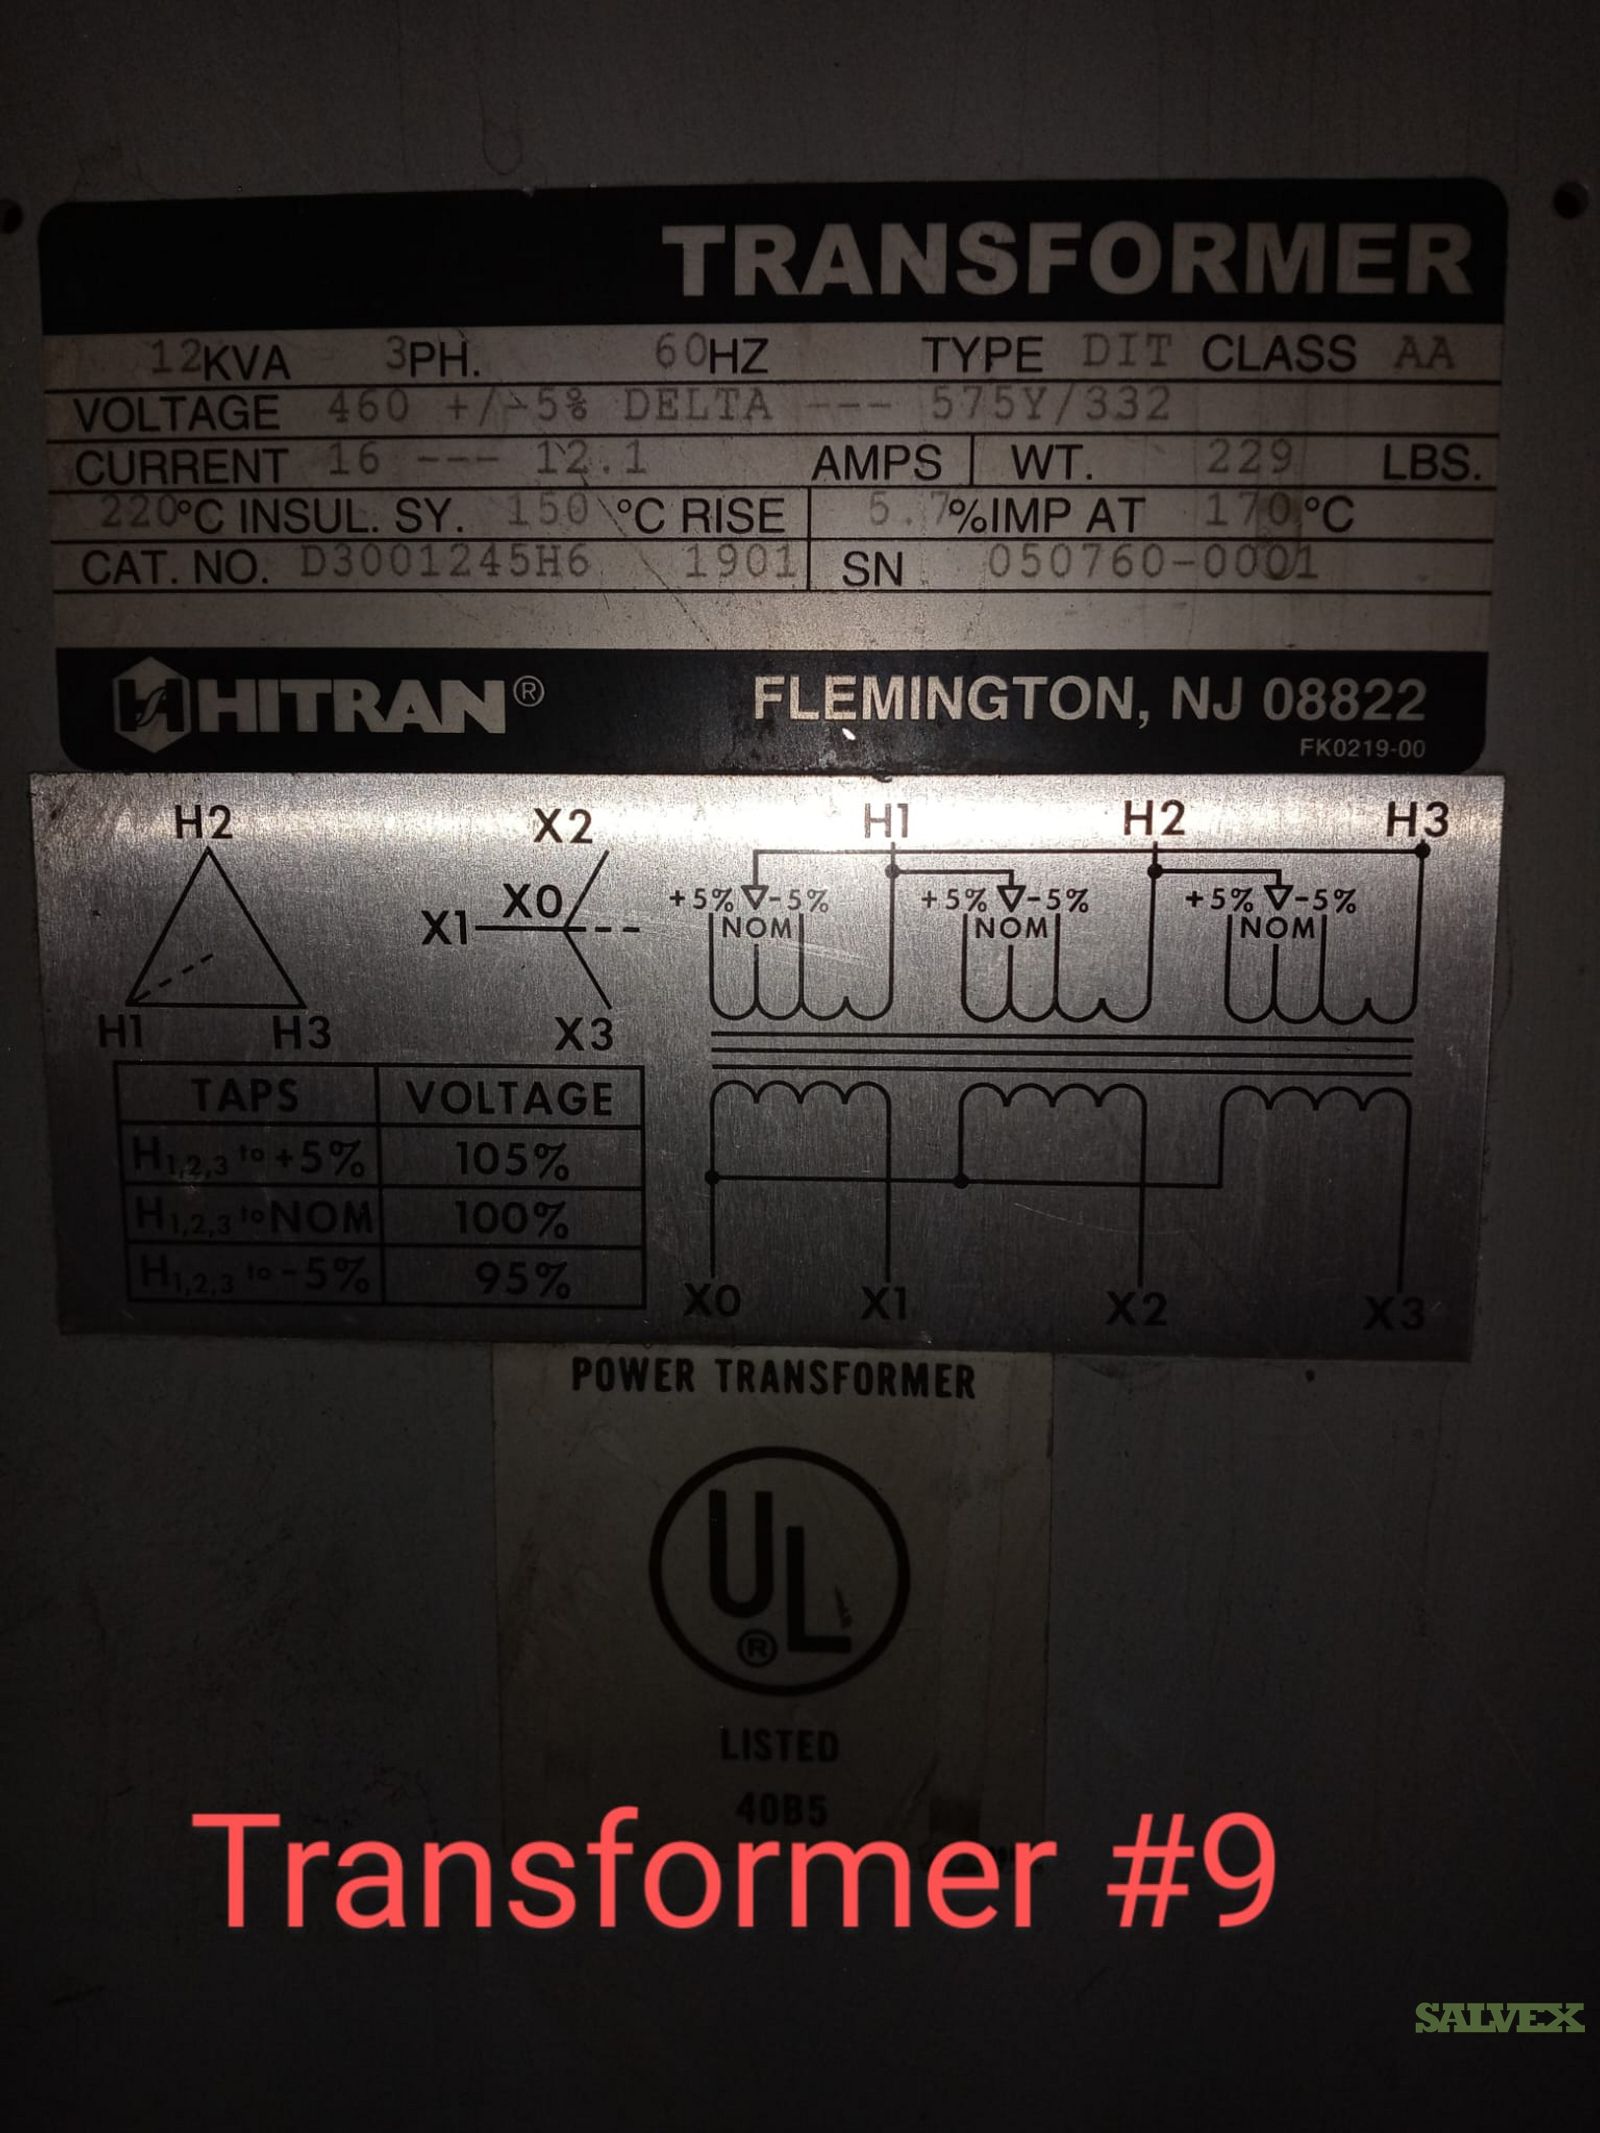 TRANSFORMER
12KVA 3PH. 60HZ TYPE DIT CLASS AA
VOLTAGE 460 +/-5% DELTA --- 575Y/332
CURRENT 16 --- 12.1 AMPS WT. 229 LBS.
220°C INSUL. SY. 150 °C RISE 5.7%IMP AT 170°C
CAT. NO. D3001245H6 1901 SN 050760-0001
HITRAN® FLEMINGTON, NJ 08822
FK0219-00
H2 X2 H1 H2 H3
X0 +5% -5% +5% -5% +5% -5%
X1 NOM NOM NOM
H1 H3 X3
TAPS VOLTAGE
H1,2,3 to +5% 105%
H1,2,3 to NOM 100%
H1,2,3 to -5% 95%
X0 X1 X2 X3
POWER TRANSFORMER
UL
®
LISTED
40B5
Transformer #9
SALVEX